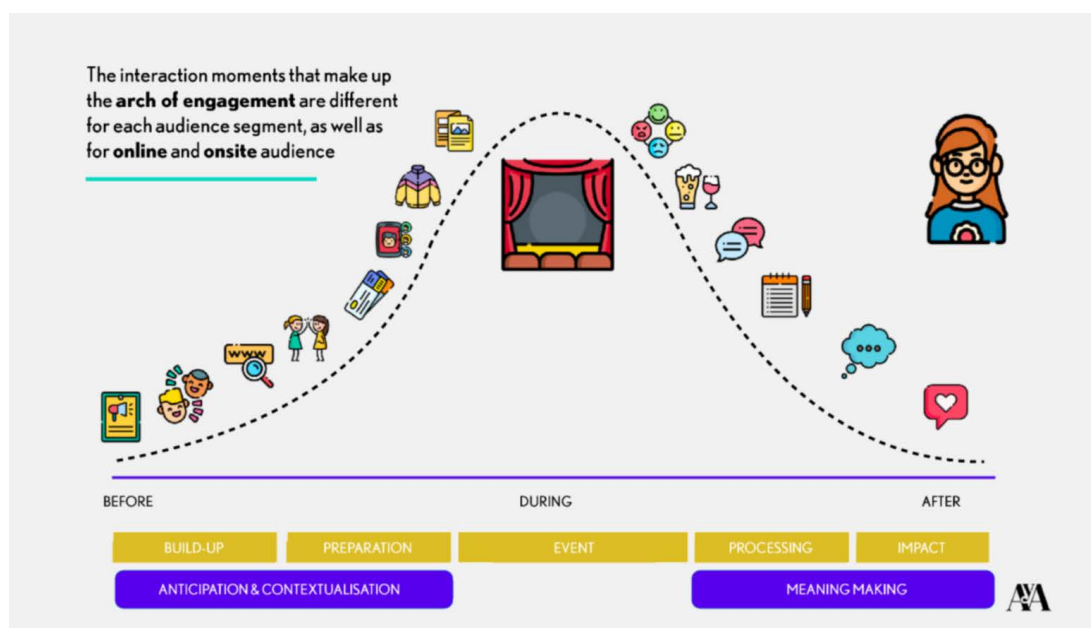 The interaction moments that make up
the arch of engagement are different
for each audience segment, as well as
for online and onsite audience
www
BEFORE
DURING
AFTER
BUILD-UP
PREPARATION
EVENT
PROCESSING
IMPACT
ANTICIPATION & CONTEXTUALISATION
MEANING MAKING
AYA